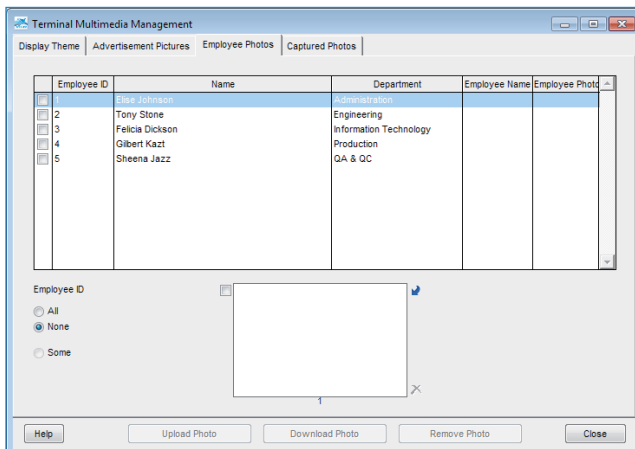 Terminal Multimedia Management
Display Theme Advertisement Pictures Employee Photos Captured Photos
Employee ID Name Department Employee Name Employee Photo
1 Elise Johnson Administration
2 Tony Stone Engineering
3 Felicia Dickson Information Technology
4 Gilbert Kazt Production
5 Sheena Jazz QA & QC
Employee ID
All
None
Some
1
Help Upload Photo Download Photo Remove Photo Close